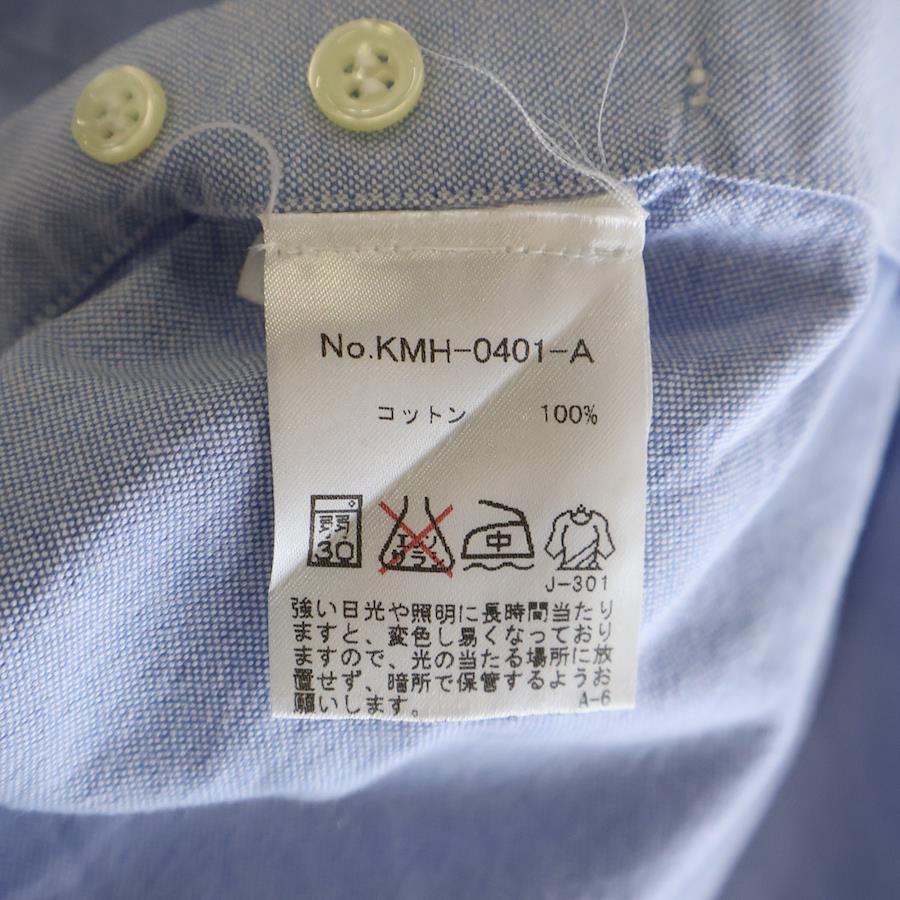 No.KMH-0401-A
コットン 100%
弱 30
エンソ
サラ
中
J-301
強い日光や照明に長時間当たり
ますと、変色し易くなっており
ますので、光の当たる場所に放
置せず、暗所で保管するようお
願いします。
A-6